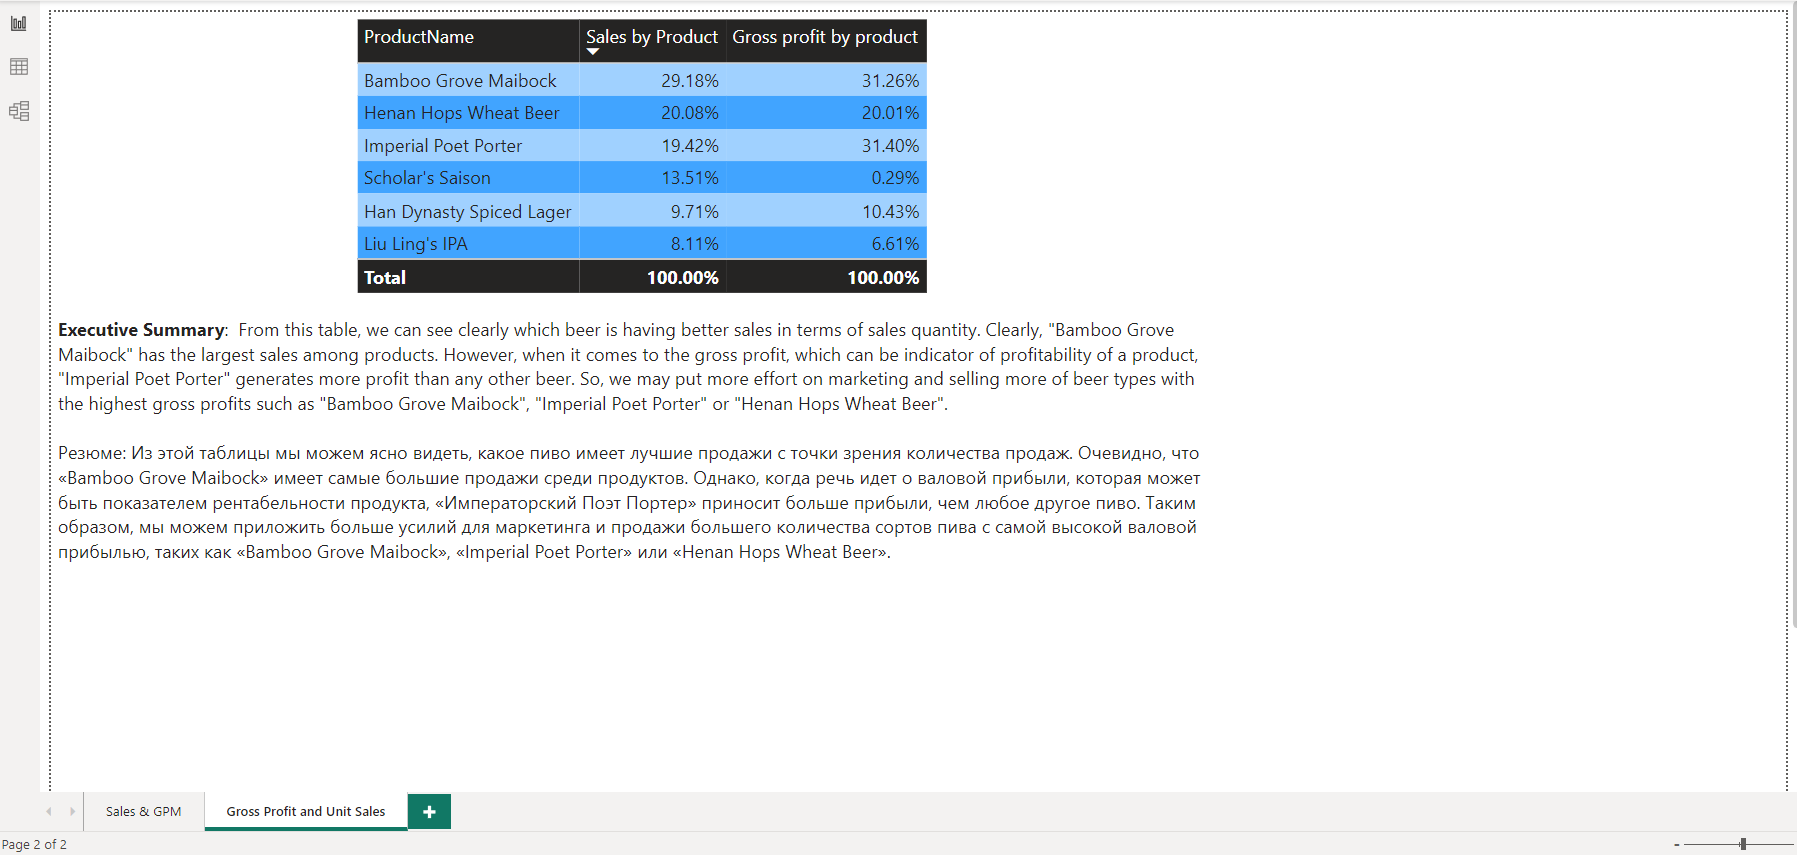 ProductName Sales by Product Gross profit by product
Bamboo Grove Maibock 29.18% 31.26%
Henan Hops Wheat Beer 20.08% 20.01%
Imperial Poet Porter 19.42% 31.40%
Scholar's Saison 13.51% 0.29%
Han Dynasty Spiced Lager 9.71% 10.43%
Liu Ling's IPA 8.11% 6.61%
Total 100.00% 100.00%
Executive Summary: From this table, we can see clearly which beer is having better sales in terms of sales quantity. Clearly, "Bamboo Grove
Maibock" has the largest sales among products. However, when it comes to the gross profit, which can be indicator of profitability of a product,
"Imperial Poet Porter" generates more profit than any other beer. So, we may put more effort on marketing and selling more of beer types with
the highest gross profits such as "Bamboo Grove Maibock", "Imperial Poet Porter" or "Henan Hops Wheat Beer".
Резюме: Из этой таблицы мы можем ясно видеть, какое пиво имеет лучшие продажи с точки зрения количества продаж. Очевидно, что
«Bamboo Grove Maibock» имеет самые большие продажи среди продуктов. Однако, когда речь идет о валовой прибыли, которая может
быть показателем рентабельности продукта, «Императорский Поэт Портер» приносит больше прибыли, чем любое другое пиво. Таким
образом, мы можем приложить больше усилий для маркетинга и продажи большего количества сортов пива с самой высокой валовой
прибылью, таких как «Bamboo Grove Maibock», «Imperial Poet Porter» или «Henan Hops Wheat Beer».
Sales & GPM Gross Profit and Unit Sales +
Page 2 of 2 -